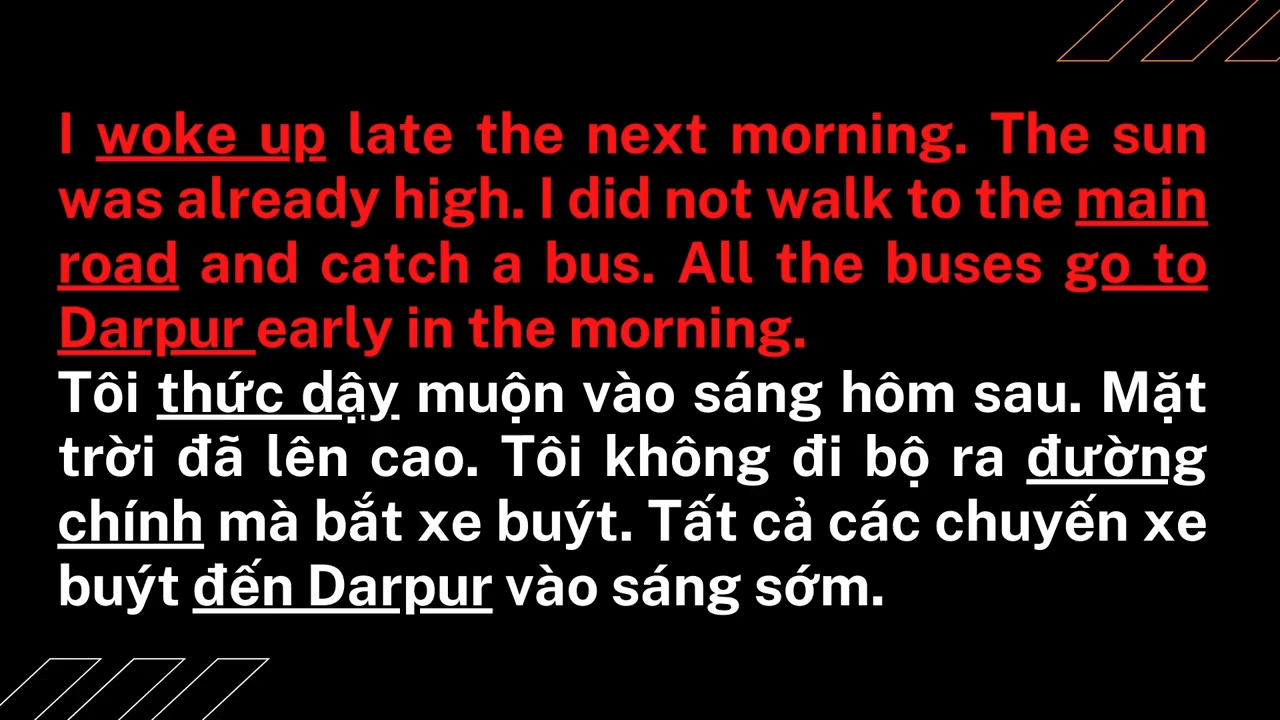 I woke up late the next morning. The sun
was already high. I did not walk to the main
road and catch a bus. All the buses go to
Darpur early in the morning.
Tôi thức dậy muộn vào sáng hôm sau. Mặt
trời đã lên cao. Tôi không đi bộ ra đường
chính mà bắt xe buýt. Tất cả các chuyến xe
buýt đến Darpur vào sáng sớm.